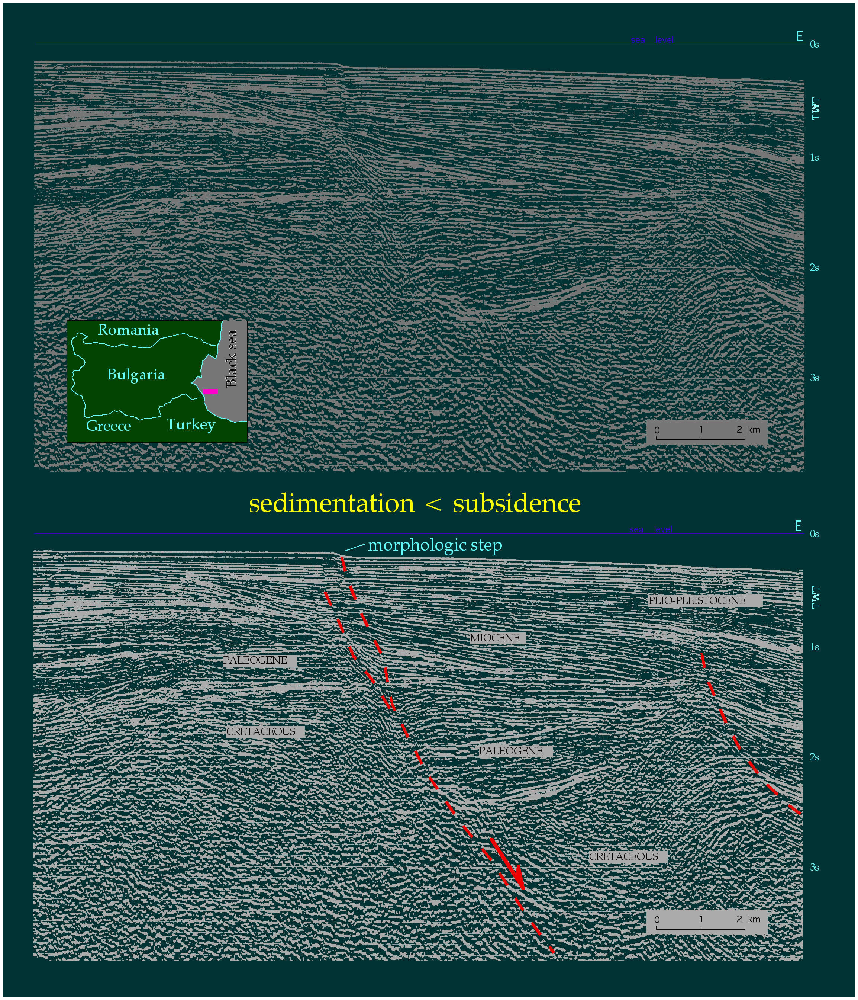 E
sea level
0s
TWT
1s
2s
3s
Romania
Black sea
Bulgaria
Greece
Turkey
0 1 2 km
sedimentation < subsidence
E
sea level
0s
morphologic step
TWT
PLIO-PLEISTOCENE
MIOCENE
1s
PALEOGENE
CRETACEOUS
PALEOGENE
2s
CRETACEOUS
3s
0 1 2 km